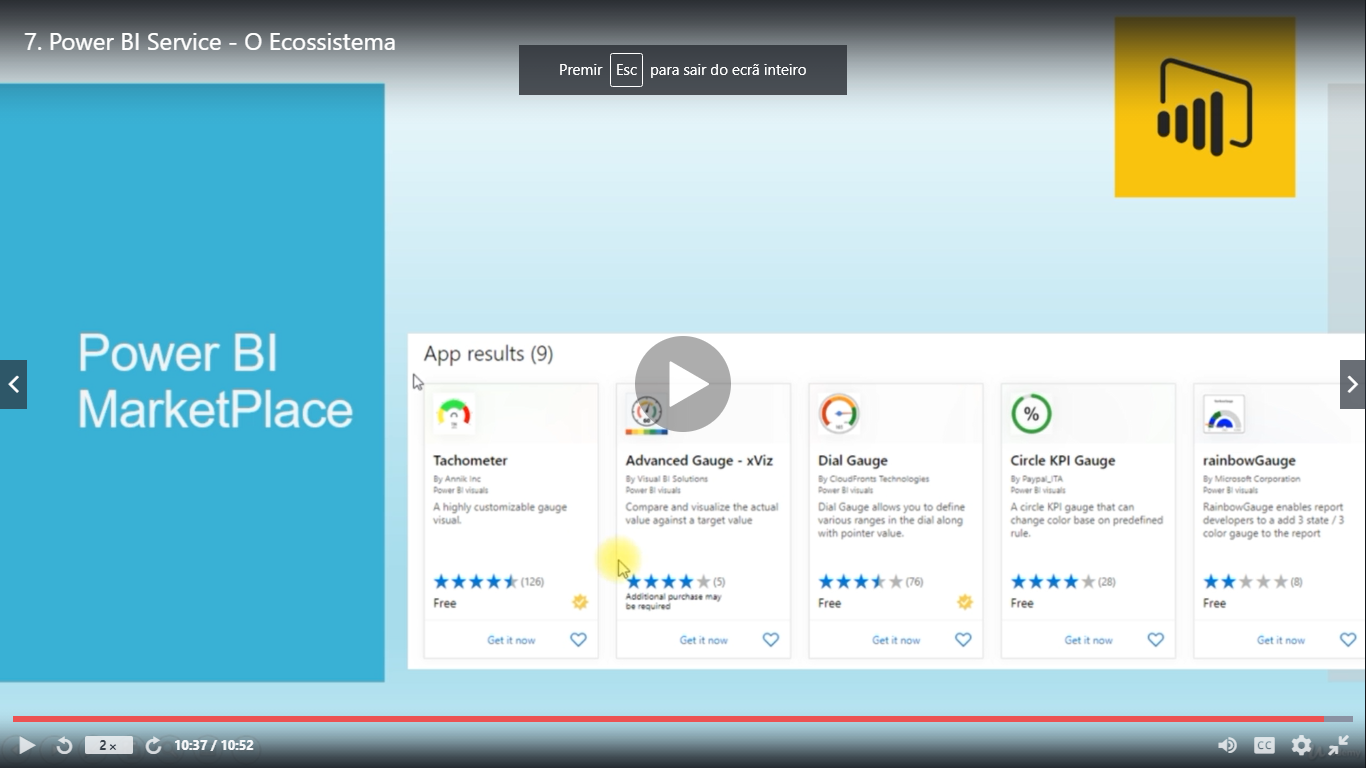 7. Power BI Service - O Ecossistema
Premir Esc para sair do ecrã inteiro
Power BI
MarketPlace
App results (9)
Tachometer
By Annik Inc
Power BI visuals
A highly customizable gauge
visual.
(126)
Free
Get it now
Advanced Gauge - xViz
By Visual BI Solutions
Power BI visuals
Compare and visualize the actual
value against a target value
(5)
Additional purchase may
be required
Get it now
Dial Gauge
By CloudFronts Technologies
Power BI visuals
Dial Gauge allows you to define
various ranges in the dial along
with pointer value.
(76)
Free
Get it now
%
Circle KPI Gauge
By Paypal_ITA
Power BI visuals
A circle KPI gauge that can
change color base on predefined
rule.
(28)
Free
Get it now
rainbowGauge
By Microsoft Corporation
Power BI visuals
RainbowGauge enables report
developers to a add 3 state / 3
color gauge to the report
(8)
Free
Get it now
2 x
10:37 / 10:52
CC